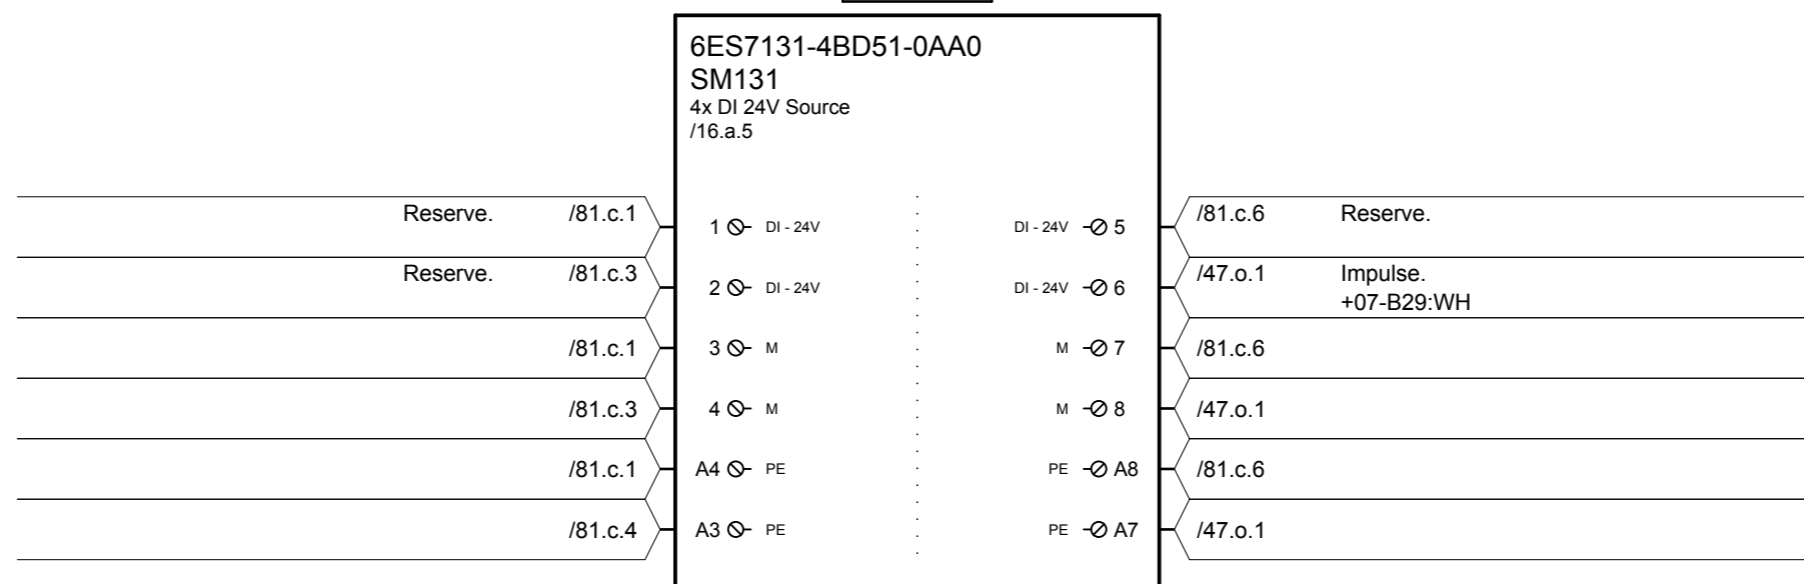 6ES7131-4BD51-0AA0
SM131
4x DI 24V Source
/16.a.5
Reserve. /81.c.1 1 DI - 24V DI - 24V 5 /81.c.6 Reserve.
Reserve. /81.c.3 2 DI - 24V DI - 24V 6 /47.o.1 Impulse.
+07-B29:WH
/81.c.1 3 M M 7 /81.c.6
/81.c.3 4 M M 8 /47.o.1
/81.c.1 A4 PE PE A8 /81.c.6
/81.c.4 A3 PE PE A7 /47.o.1